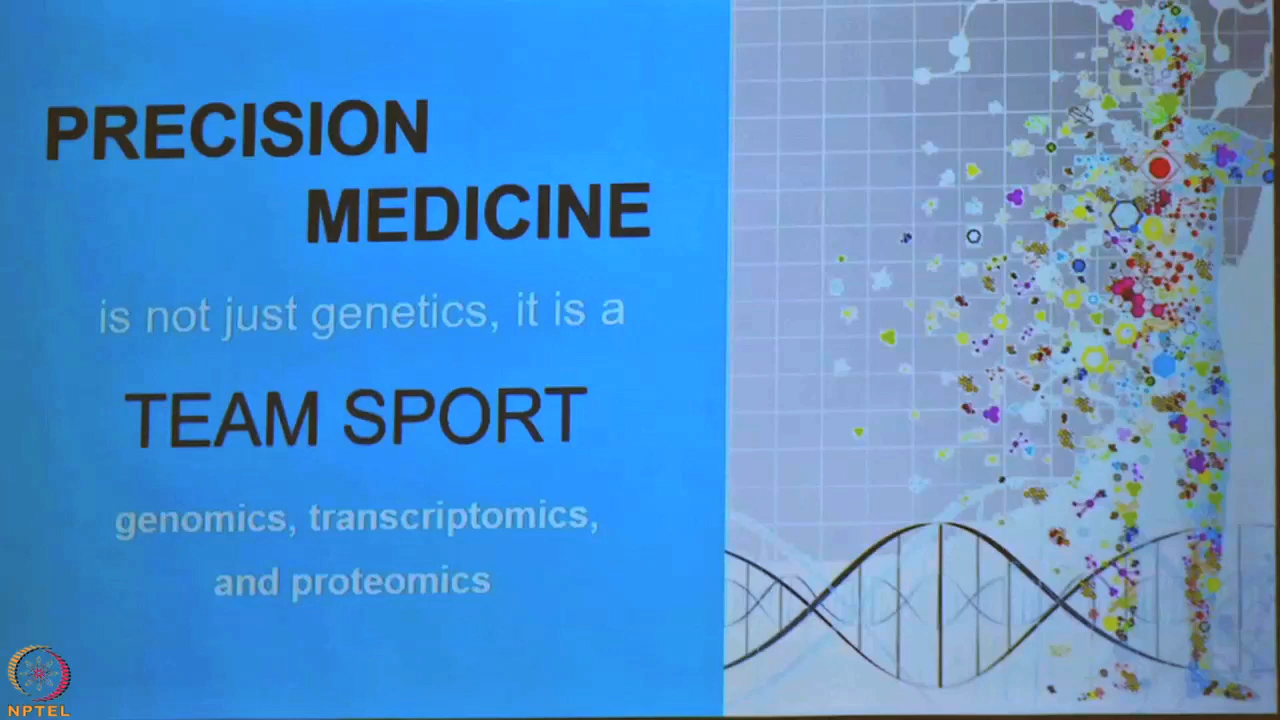 PRECISION
MEDICINE
is not just genetics, it is a
TEAM SPORT
genomics, transcriptomics,
and proteomics
NPTEL